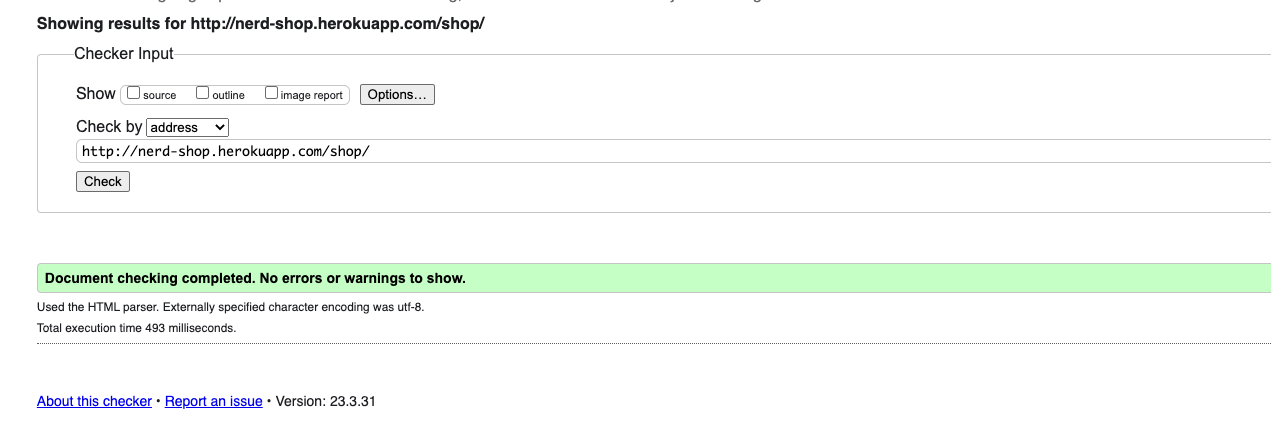 Showing results for http://nerd-shop.herokuapp.com/shop/
Checker Input
Show source outline image report Options...
Check by address
http://nerd-shop.herokuapp.com/shop/
Check
Document checking completed. No errors or warnings to show.
Used the HTML parser. Externally specified character encoding was utf-8.
Total execution time 493 milliseconds.
About this checker • Report an issue • Version: 23.3.31